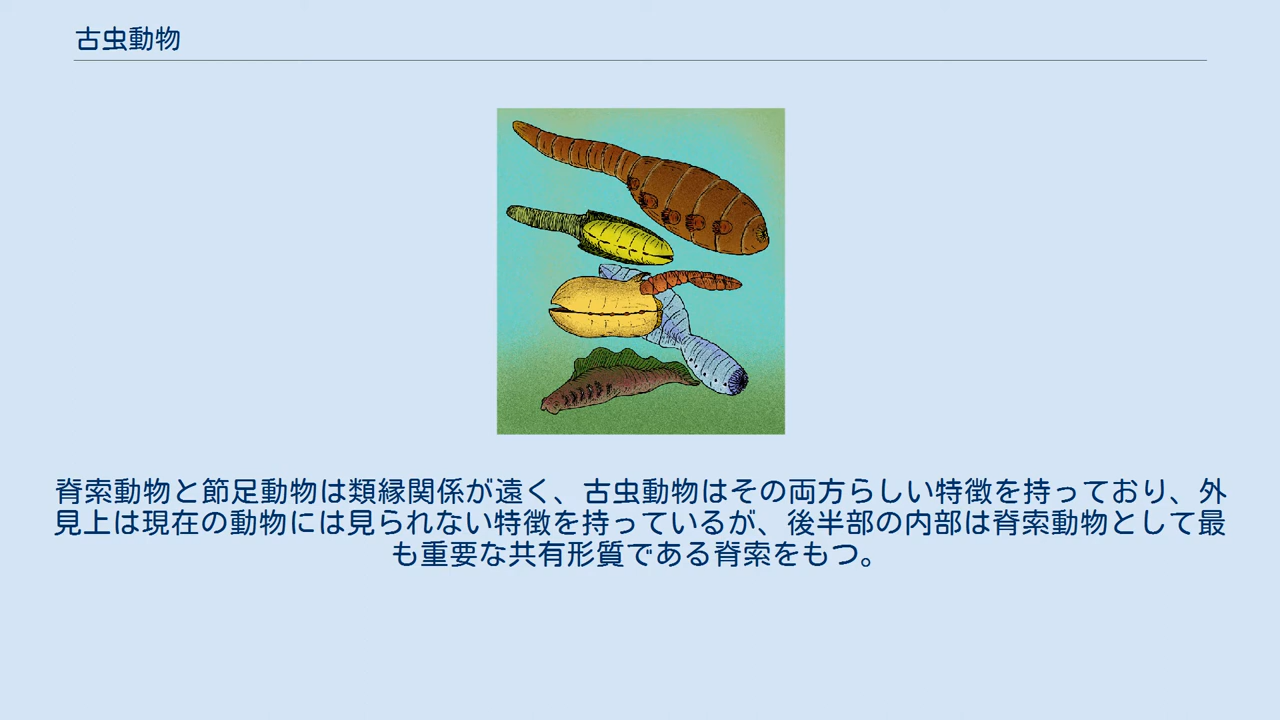 古虫動物
脊索動物と節足動物は類縁関係が遠く、古虫動物はその両方らしい特徴を持っており、外
見上は現在の動物には見られない特徴を持っているが、後半部の内部は脊索動物として最
も重要な共有形質である脊索をもつ。